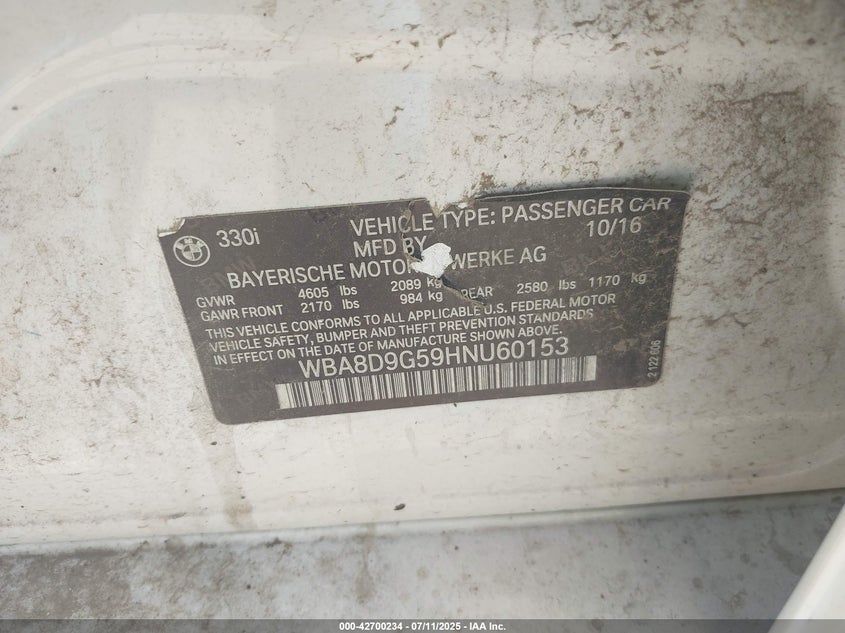 330i
VEHICLE TYPE: PASSENGER CAR
MFD BY 10/16
BAYERISCHE MOTOR WERKE AG
GVWR 4605 lbs 2089 kg
GAWR FRONT 2170 lbs 984 kg REAR 2580 lbs 1170 kg
THIS VEHICLE CONFORMS TO ALL APPLICABLE U.S. FEDERAL MOTOR
VEHICLE SAFETY, BUMPER AND THEFT PREVENTION STANDARDS
IN EFFECT ON THE DATE OF MANUFACTURE SHOWN ABOVE.
WBA8D9G59HNU60153
000-42700234 - 07/11/2025 - IAA Inc.